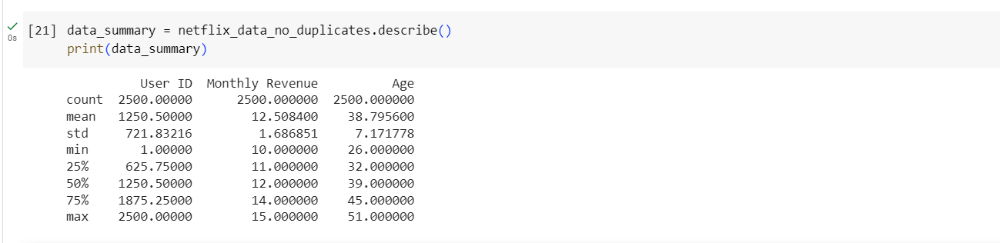 [21] data_summary = netflix_data_no_duplicates.describe()
print(data_summary)
0s
User ID Monthly Revenue Age
count 2500.00000 2500.000000 2500.000000
mean 1250.50000 12.508400 38.795600
std 721.83216 1.686851 7.171778
min 1.00000 10.000000 26.000000
25% 625.75000 11.000000 32.000000
50% 1250.50000 12.000000 39.000000
75% 1875.25000 14.000000 45.000000
max 2500.00000 15.000000 51.000000